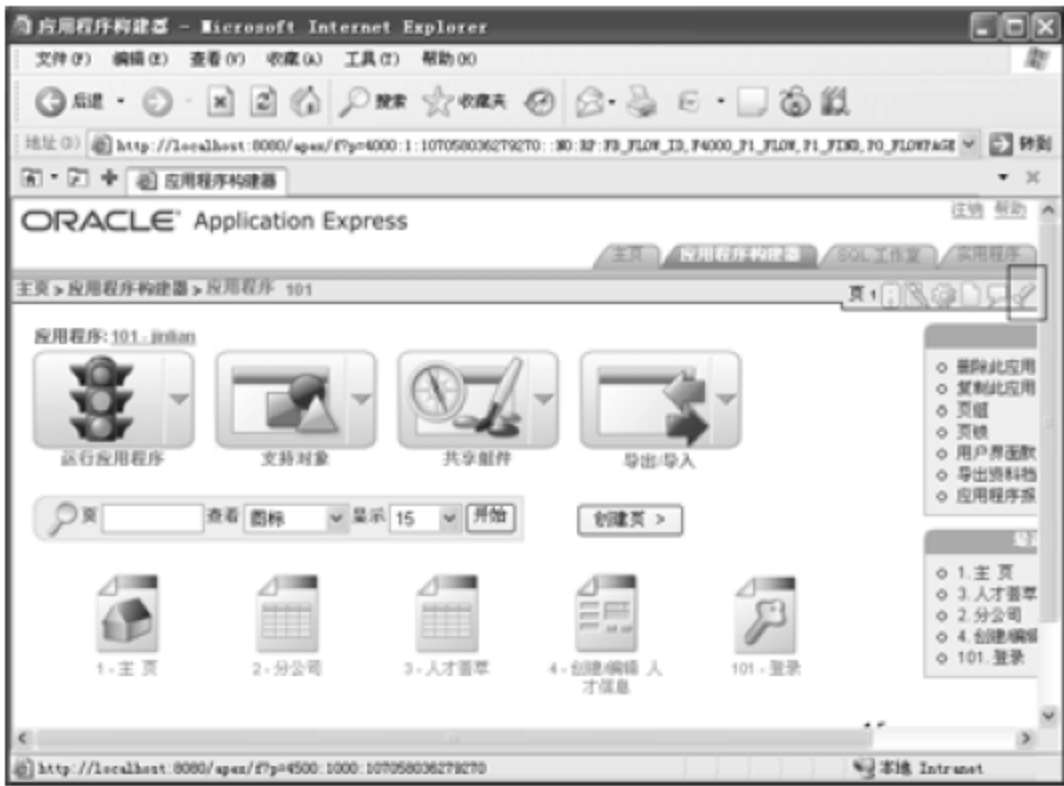 应用程序构建器 - Microsoft Internet Explorer
文件(F) 编辑(E) 查看(V) 收藏(A) 工具(T) 帮助(H)
后退 搜索 收藏夹
地址(D) http://localhost:8080/apex/f?p=4000:1:107058036279270::NO:RP:FB_FLOW_ID,F4000_P1_FLOW,P1_FIND,P0_FLOWPAGE 转到
应用程序构建器
ORACLE Application Express
注销 帮助
主页 应用程序构建器 SQL 工作室 实用程序
主页 > 应用程序构建器 > 应用程序 101
页 1
应用程序: 101 - jinlian
运行应用程序 支持对象 共享组件 导出/导入
删除此应用
复制此应用
页组
页锁
用户界面默
导出资料档
应用程序报
页 查看 图标 显示 15 开始 创建页 >
1. 主 页
3. 人才荟萃
2. 分公司
4. 创建/编辑
101. 登录
1 - 主 页 2 - 分公司 3 - 人才荟萃 4 - 创建/编辑 人才信息 101 - 登录
http://localhost:8080/apex/f?p=4500:1000:107058036279270 本地 Intranet